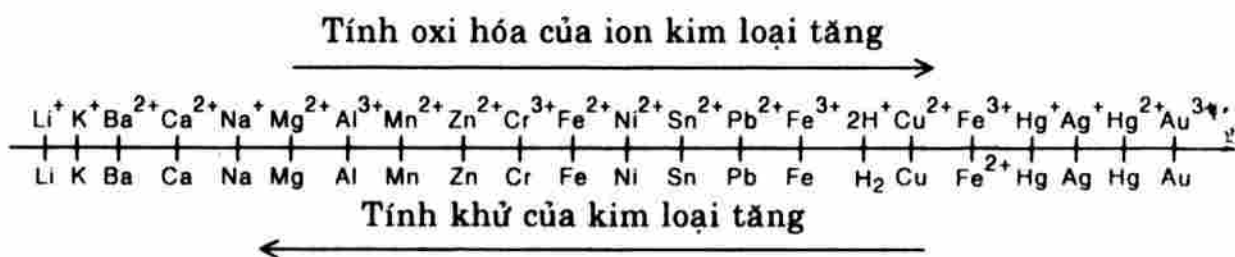 Tính oxi hóa của ion kim loại tăng
Li⁺ K⁺ Ba²⁺ Ca²⁺ Na⁺ Mg²⁺ Al³⁺ Mn²⁺ Zn²⁺ Cr³⁺ Fe²⁺ Ni²⁺ Sn²⁺ Pb²⁺ Fe³⁺ 2H⁺ Cu²⁺ Fe³⁺ Hg⁺ Ag⁺ Hg²⁺ Au³⁺
Li K Ba Ca Na Mg Al Mn Zn Cr Fe Ni Sn Pb Fe H₂ Cu Fe²⁺ Hg Ag Hg Au
Tính khử của kim loại tăng